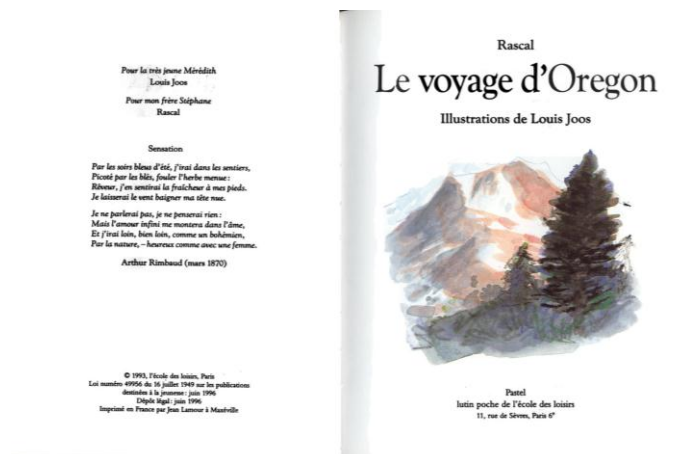 Pour la très jeune Mérédith
Louis Joos
Pour mon frère Stéphane
Rascal
Sensation
Par les soirs bleus d'été, j'irai dans les sentiers,
Picoté par les blés, fouler l'herbe menue :
Rêveur, j'en sentirai la fraîcheur à mes pieds.
Je laisserai le vent baigner ma tête nue.
Je ne parlerai pas, je ne penserai rien :
Mais l'amour infini me montera dans l'âme,
Et j'irai loin, bien loin, comme un bohémien,
Par la nature, – heureux comme avec une femme.
Arthur Rimbaud (mars 1870)
© 1993, l'école des loisirs, Paris
Loi numéro 49956 du 16 juillet 1949 sur les publications
destinées à la jeunesse : juin 1996
Dépôt légal : juin 1996
Imprimé en France par Jean Lamour à Maxéville
Rascal
Le voyage d'Oregon
Illustrations de Louis Joos
Pastel
lutin poche de l'école des loisirs
11, rue de Sèvres, Paris 6ᵉ